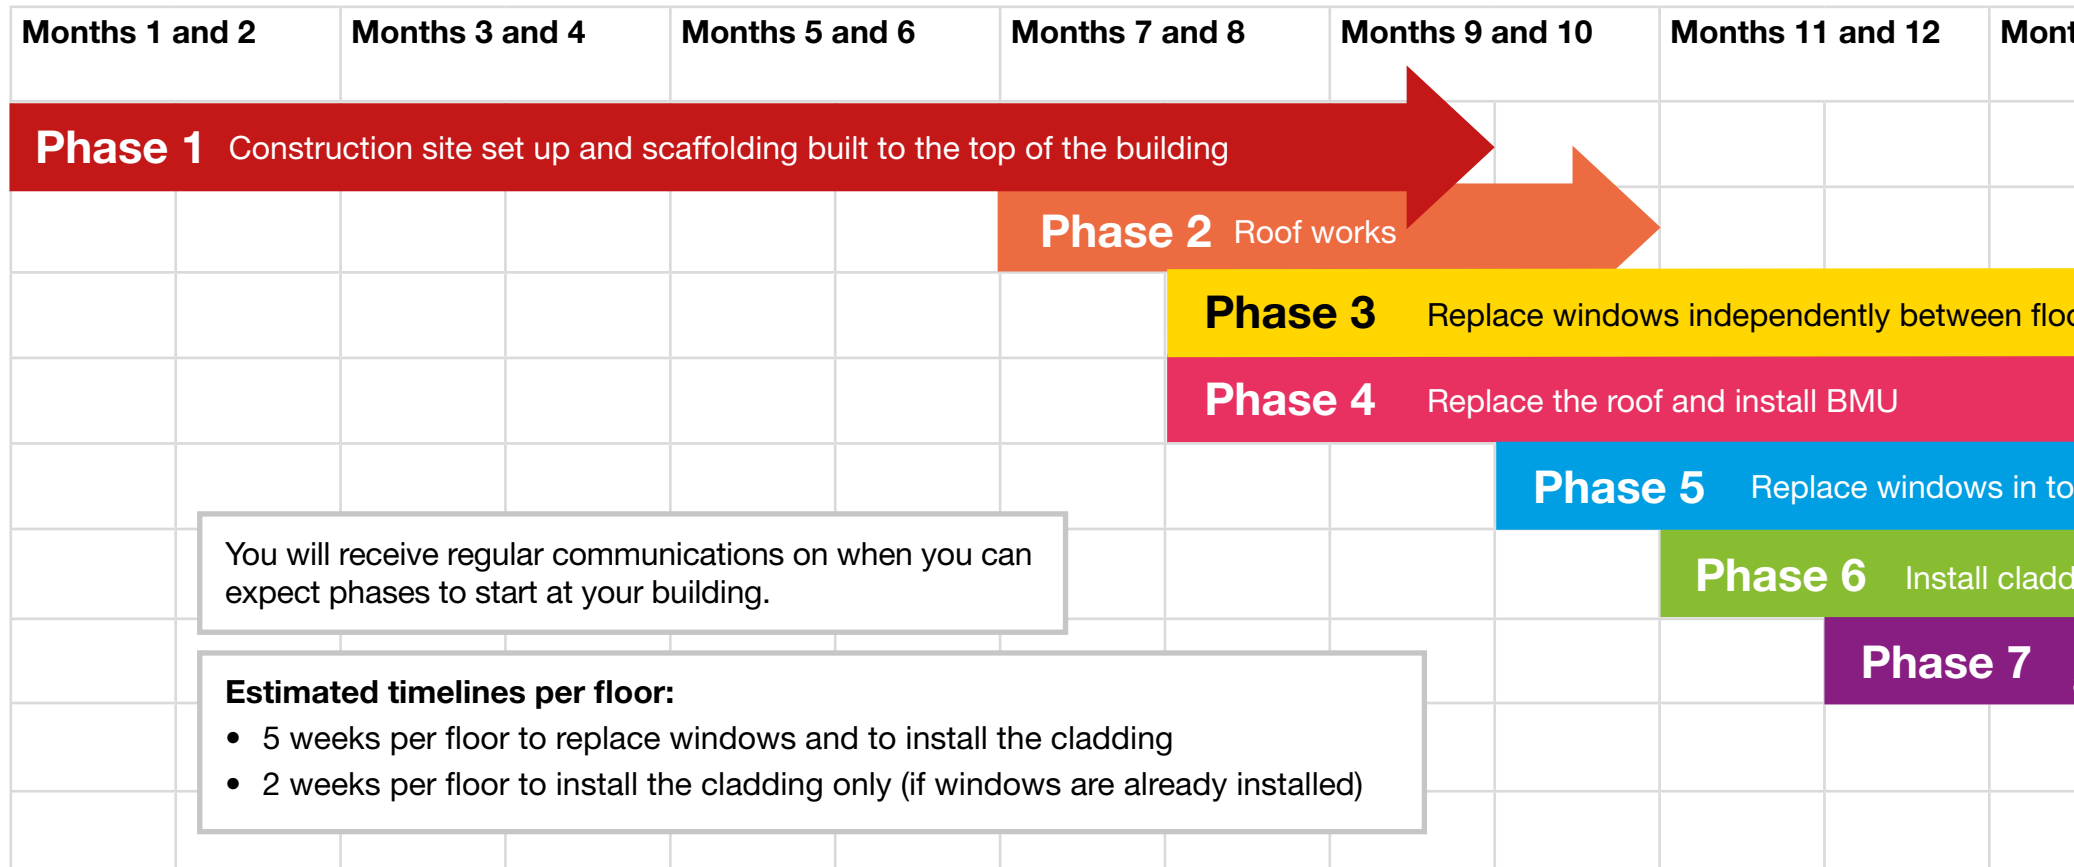 Months 1 and 2 Months 3 and 4 Months 5 and 6 Months 7 and 8 Months 9 and 10 Months 11 and 12
Phase 1 Construction site set up and scaffolding built to the top of the building
Phase 2 Roof works
Phase 3 Replace windows independently between
Phase 4 Replace the roof and install BMU
Phase 5 Replace windows in
Phase 6 Install
Phase 7
You will receive regular communications on when you can
expect phases to start at your building.
Estimated timelines per floor:
• 5 weeks per floor to replace windows and to install the cladding
• 2 weeks per floor to install the cladding only (if windows are already installed)